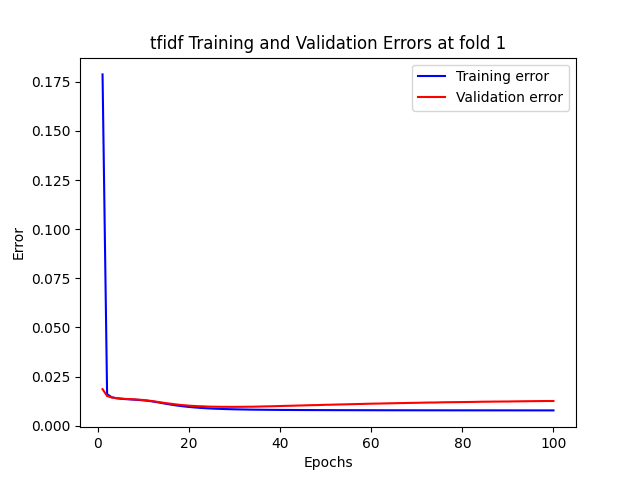 tfidf Training and Validation Errors at fold 1
Training error
Validation error
0.175
0.150
0.125
0.100
0.075
0.050
0.025
0.000
Error
0 20 40 60 80 100
Epochs